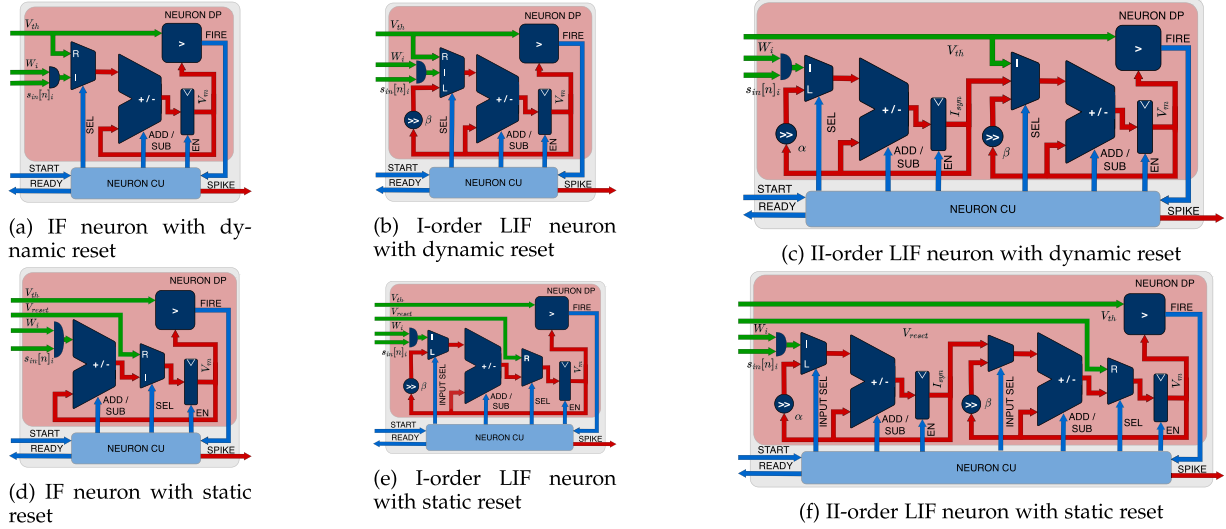 NEURON DP
V_th
FIRE
>
R
W_i
I
s_in[n]_i
+ / -
V_m
SEL
ADD /
SUB
EN
START
READY
NEURON CU
SPIKE
(a) IF neuron with dy-
namic reset
NEURON DP
V_th
FIRE
>
R
W_i
I
s_in[n]_i
L
+ / -
V_m
>>
β
SEL
ADD /
SUB
EN
START
READY
NEURON CU
SPIKE
(b) I-order LIF neuron
with dynamic reset
NEURON DP
FIRE
>
W_i
V_th
I
I
s_in[n]_i
L
+ / -
I_syn
+ / -
V_m
>>
α
>>
β
SEL
ADD /
SUB
EN
SEL
ADD /
SUB
EN
START
READY
NEURON CU
SPIKE
(c) II-order LIF neuron with dynamic reset
NEURON DP
V_th
FIRE
V_reset
>
W_i
s_in[n]_i
R
+ / -
I
V_m
ADD /
SUB
SEL
EN
START
READY
NEURON CU
SPIKE
(d) IF neuron with static
reset
NEURON DP
V_th
FIRE
V_reset
>
W_i
I
s_in[n]_i
L
+ / -
R
V_m
>>
β
INPUT SEL
ADD /
SUB
SEL
EN
START
READY
NEURON CU
SPIKE
(e) I-order LIF neuron
with static reset
NEURON DP
V_th
FIRE
>
W_i
V_reset
I
s_in[n]_i
L
R
+ / -
I_syn
+ / -
V_m
>>
α
>>
β
INPUT SEL
ADD /
SUB
EN
INPUT SEL
ADD /
SUB
SEL
EN
START
READY
NEURON CU
SPIKE
(f) II-order LIF neuron with static reset